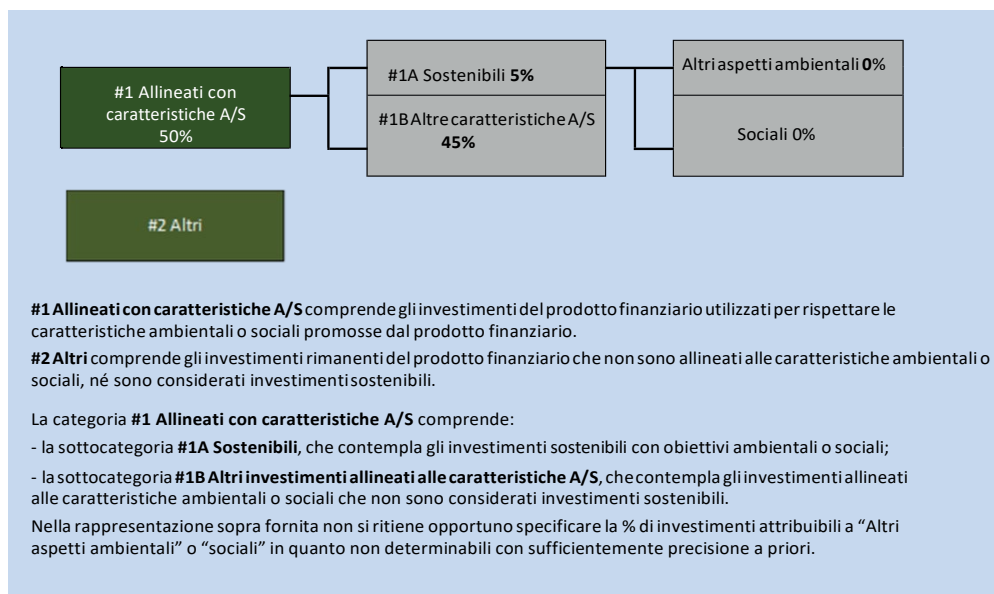 #1 Allineati con
caratteristiche A/S
50%
#1A Sostenibili 5%
#1B Altre caratteristiche A/S
45%
Altri aspetti ambientali 0%
Sociali 0%
#2 Altri
#1 Allineati con caratteristiche A/S comprende gli investimenti del prodotto finanziario utilizzati per rispettare le
caratteristiche ambientali o sociali promosse dal prodotto finanziario.
#2 Altri comprende gli investimenti rimanenti del prodotto finanziario che non sono allineati alle caratteristiche ambientali o
sociali, né sono considerati investimenti sostenibili.
La categoria #1 Allineati con caratteristiche A/S comprende:
- la sottocategoria #1A Sostenibili, che contempla gli investimenti sostenibili con obiettivi ambientali o sociali;
- la sottocategoria #1B Altri investimenti allineati alle caratteristiche A/S, che contempla gli investimenti allineati
alle caratteristiche ambientali o sociali che non sono considerati investimenti sostenibili.
Nella rappresentazione sopra fornita non si ritiene opportuno specificare la % di investimenti attribuibili a “Altri
aspetti ambientali” o “sociali” in quanto non determinabili con sufficientemente precisione a priori.